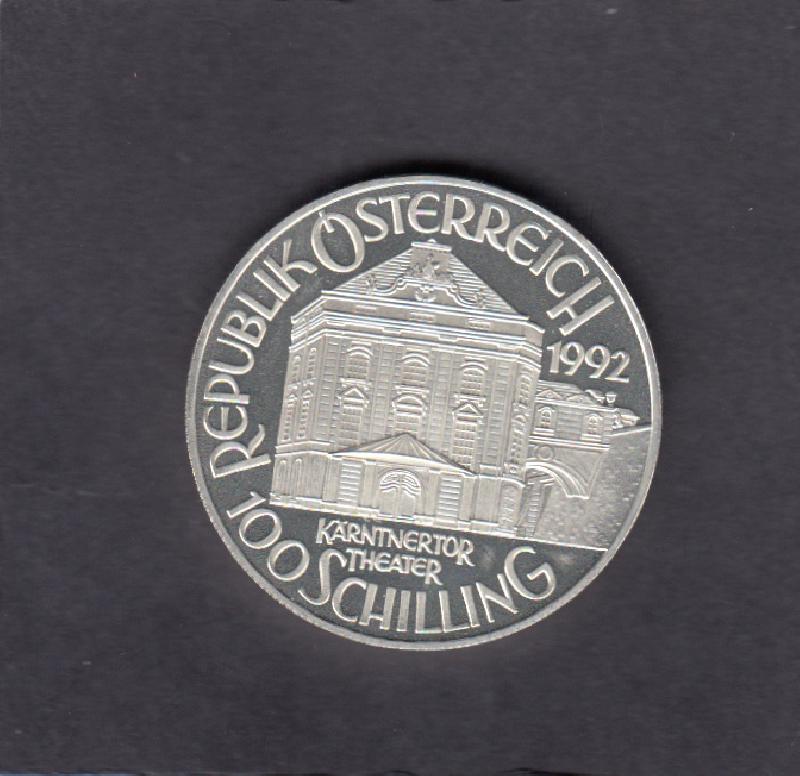 REPUBLIK ÖSTERREICH
1992
KÄRNTNERTOR
THEATER
100 SCHILLING